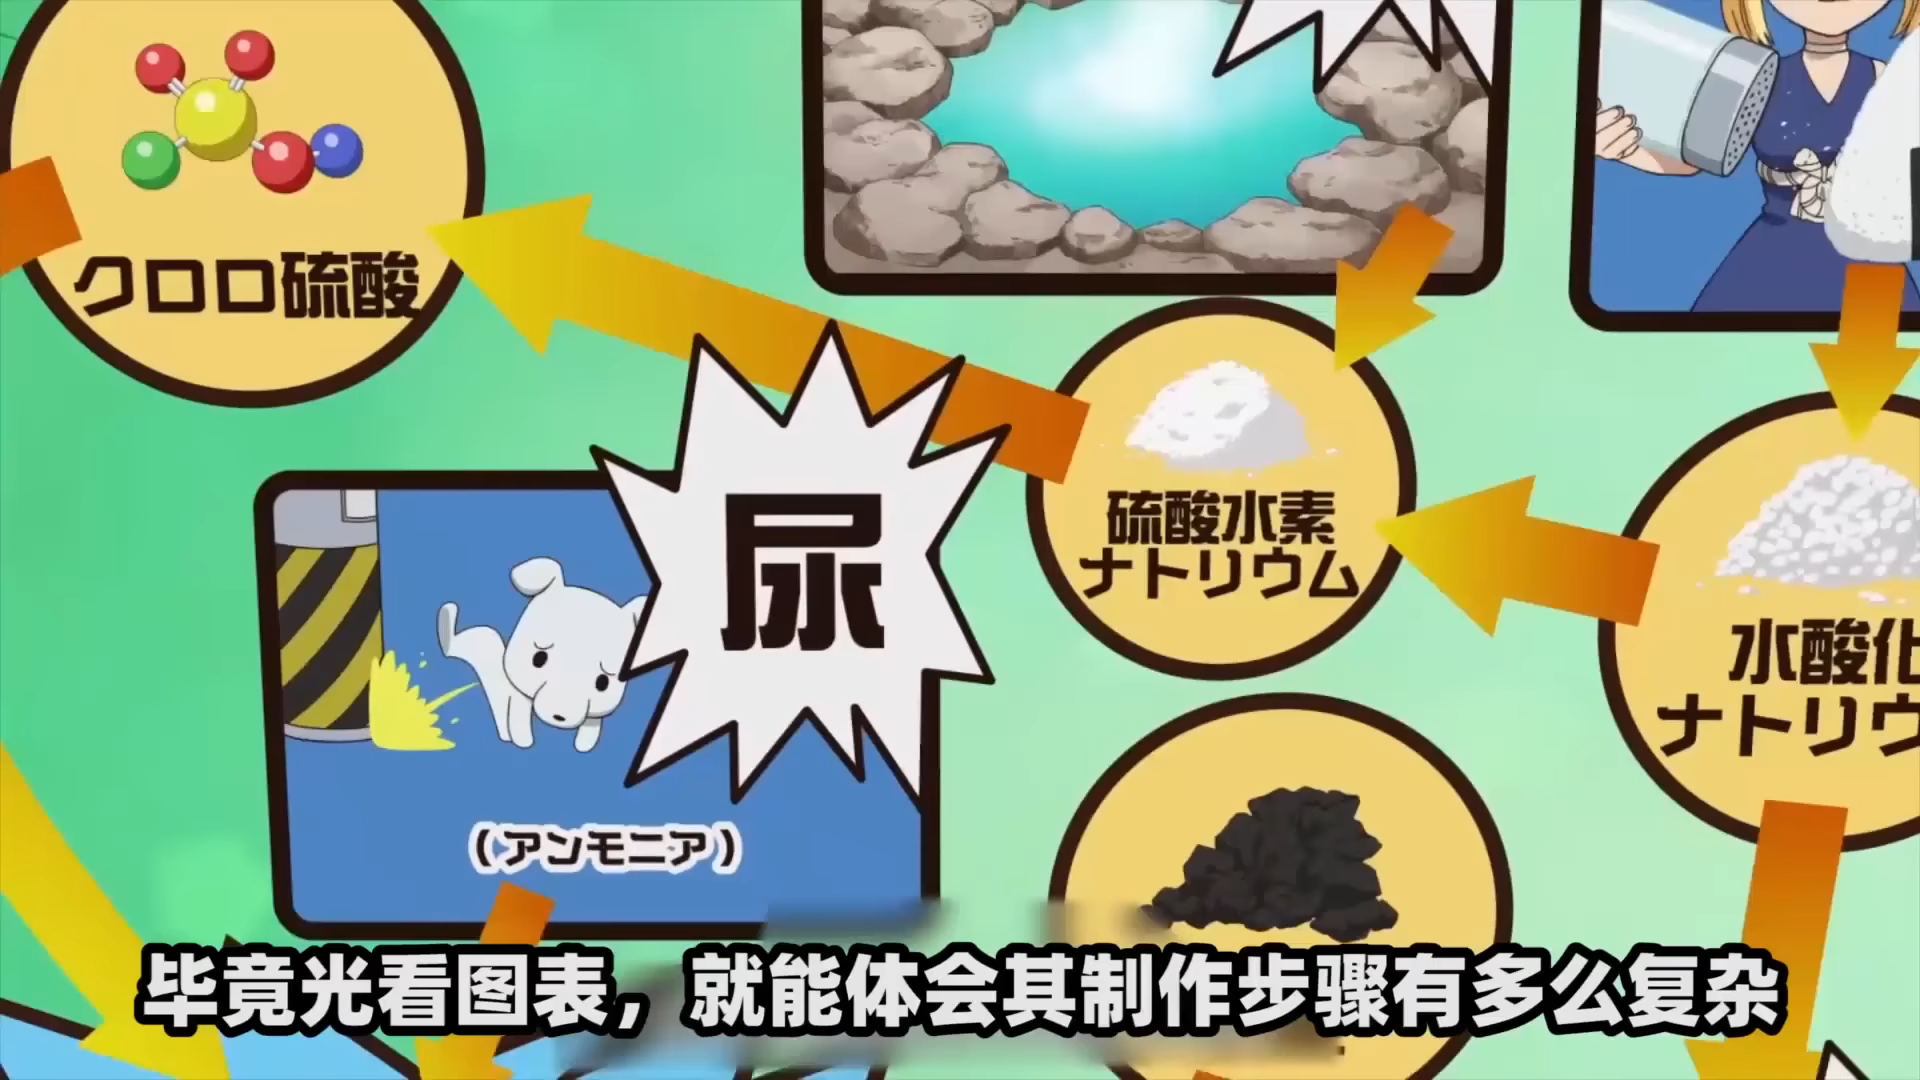 クロロ硫酸
尿
硫酸水素
ナトリウム
水酸化
ナトリウ
（アンモニア）
毕竟光看图表，就能体会其制作步骤有多么复杂